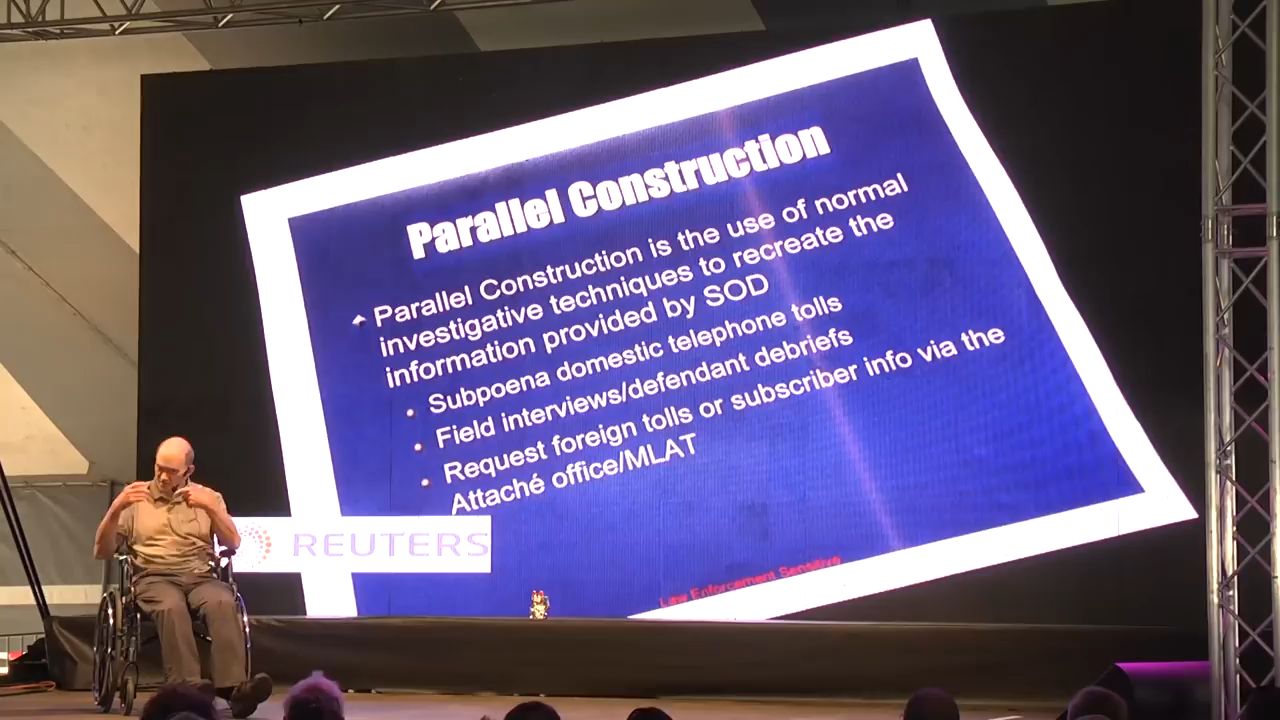 Parallel Construction
Parallel Construction is the use of normal
investigative techniques to recreate the
information provided by SOD
Subpoena domestic telephone tolls
Field interviews/defendant debriefs
Request foreign tolls or subscriber info via the
Attaché office/MLAT
REUTERS
Law Enforcement Sensitive